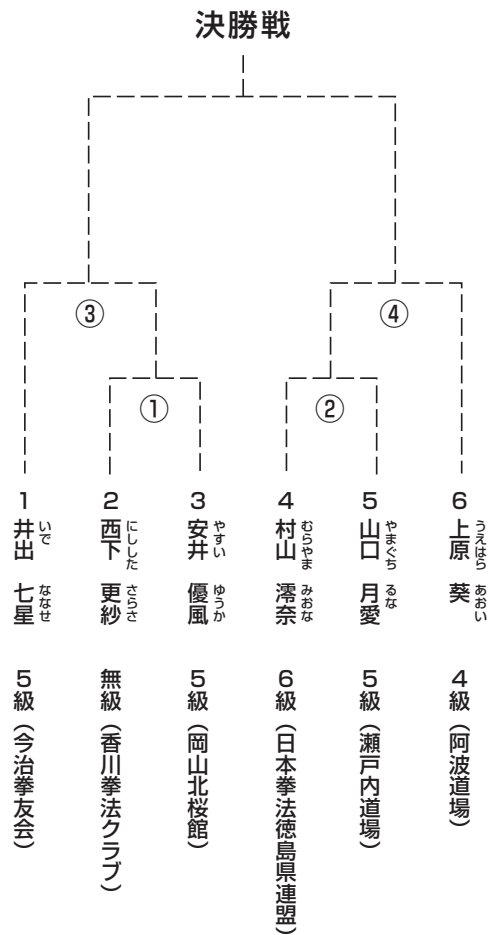 決勝戦
③
④
①
②
1 井出 七星 いで ななせ 5級(今治拳友会)
2 西下 更紗 にしした さらさ 無級(香川拳法クラブ)
3 安井 優風 やすい ゆうか 5級(岡山北桜館)
4 村山 澪奈 むらやま みおな 6級(日本拳法徳島県連盟)
5 山口 月愛 やまぐち るな 5級(瀬戸内道場)
6 上原 葵 うえはら あおい 4級(阿波道場)